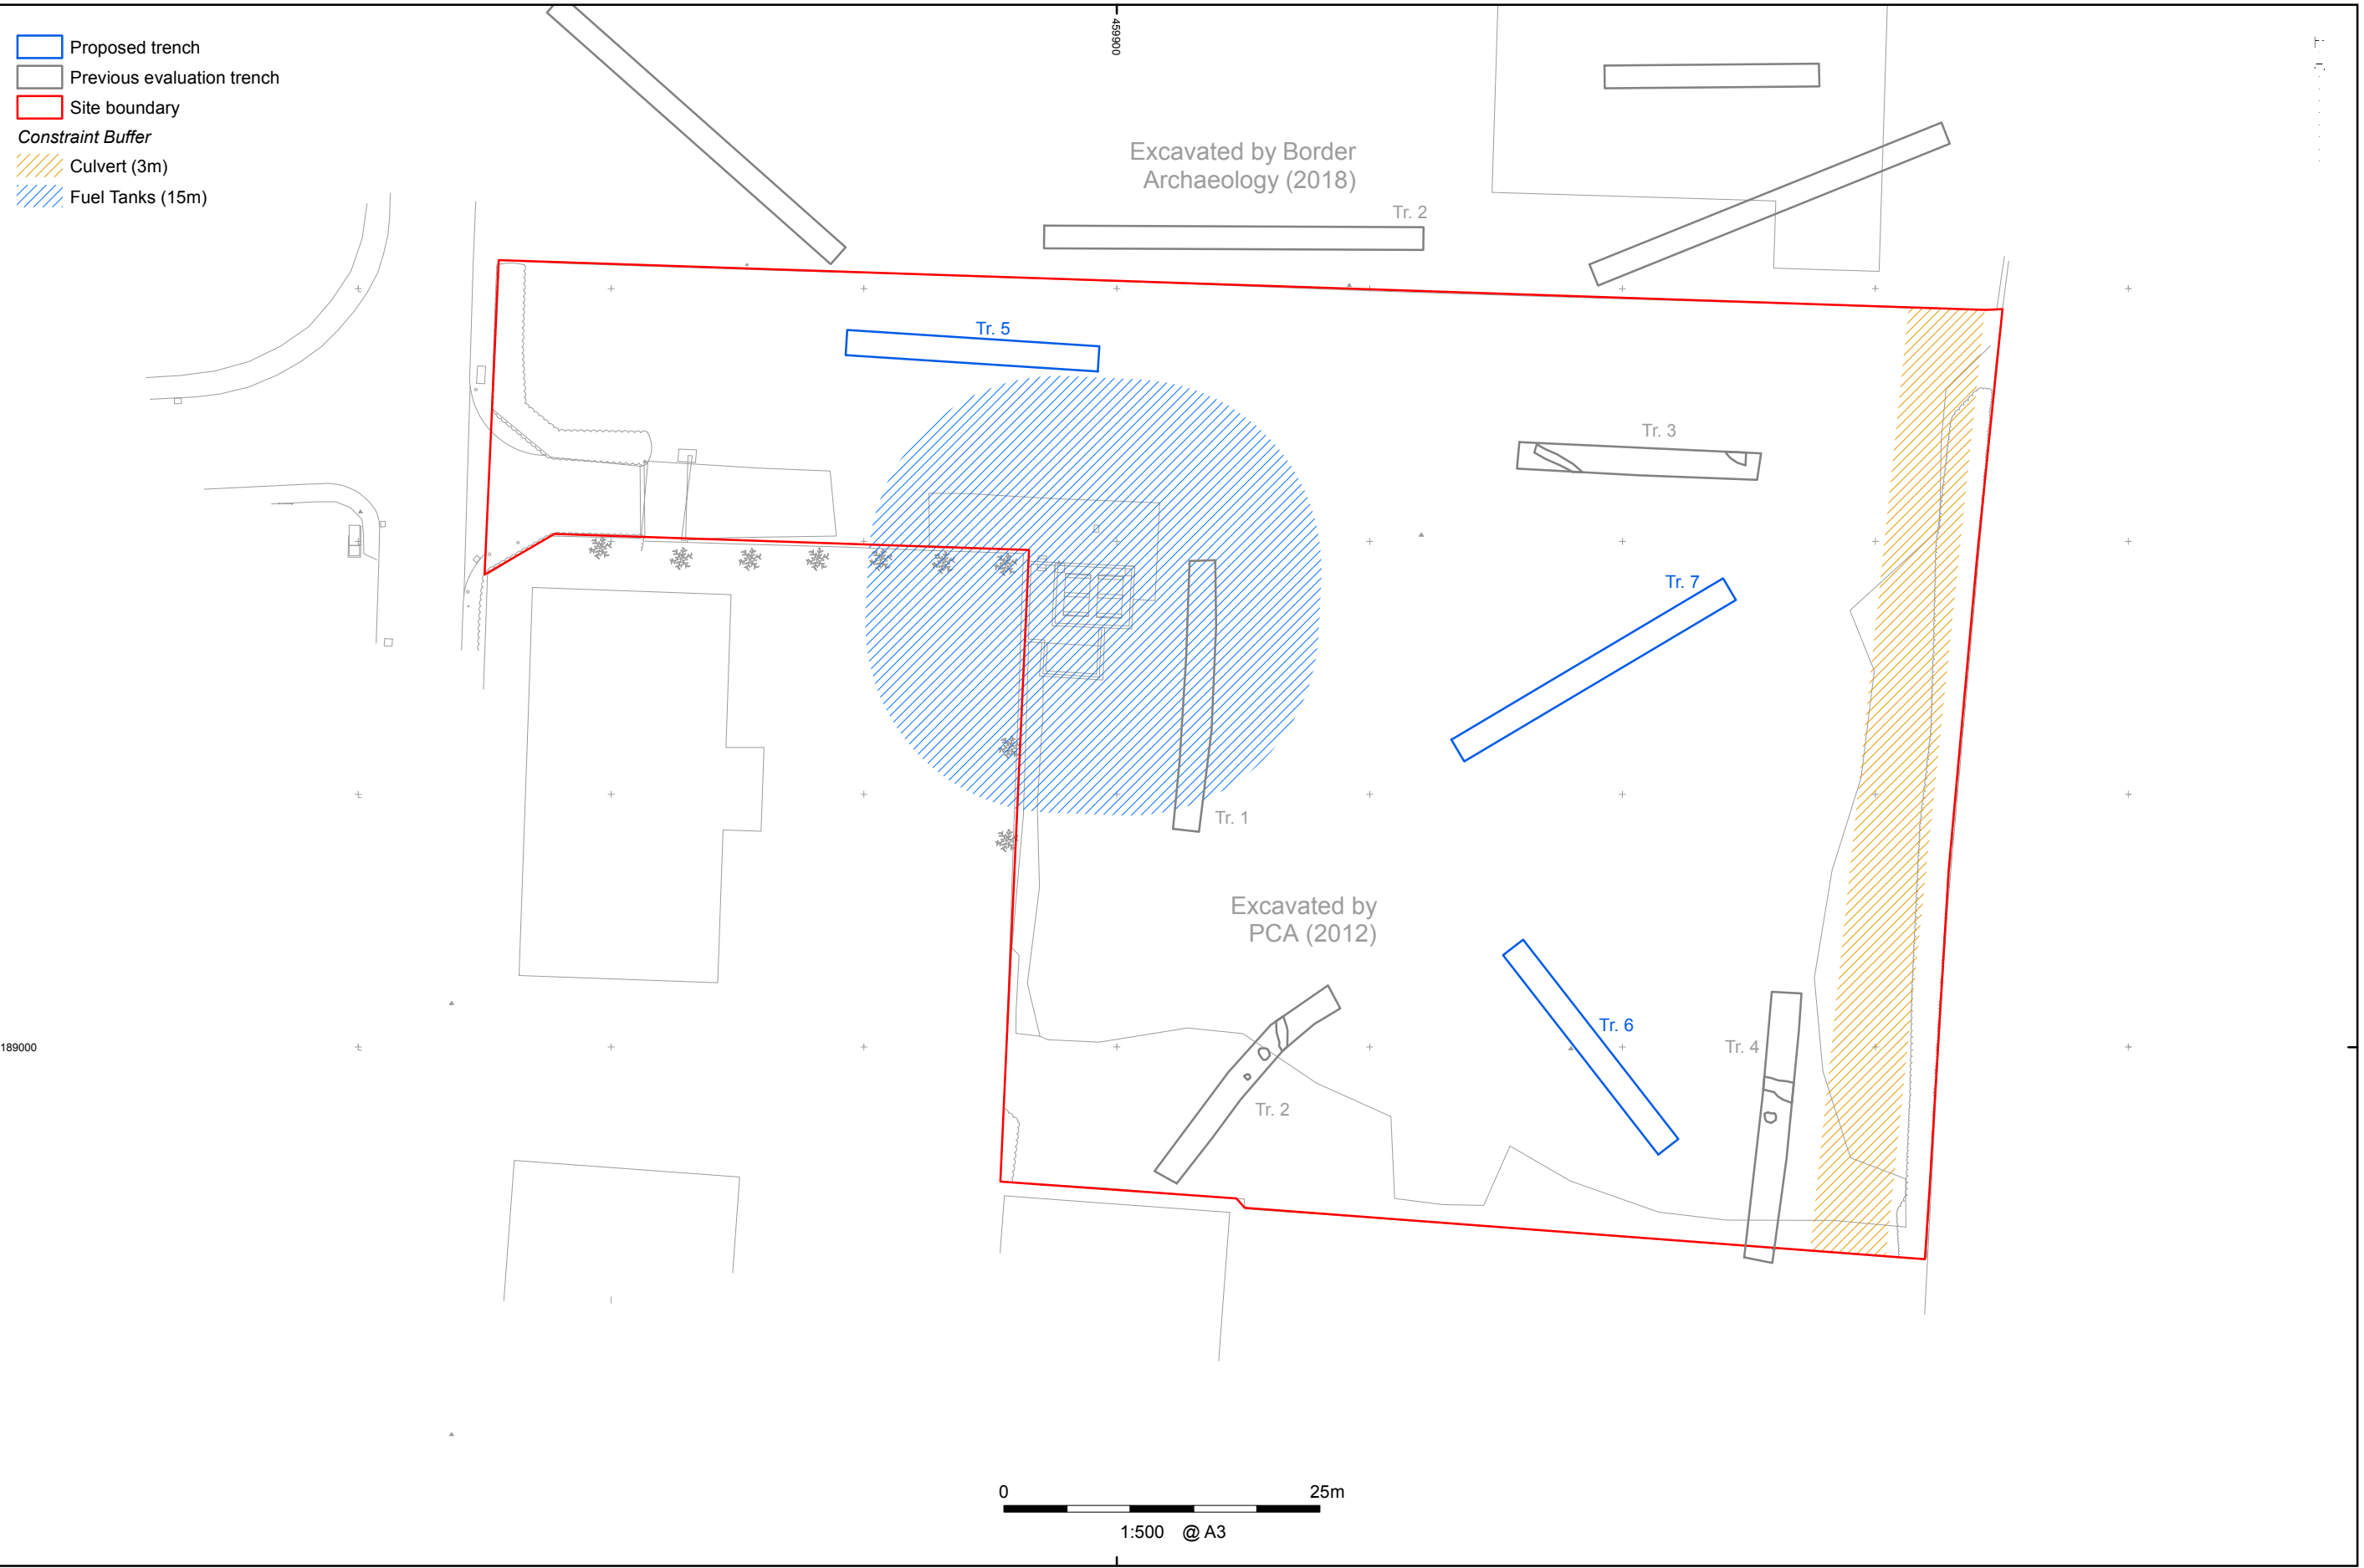 459900
Proposed trench
Previous evaluation trench
Site boundary
Constraint Buffer
Culvert (3m)
Fuel Tanks (15m)
Excavated by Border
Archaeology (2018)
Tr. 2
Tr. 5
Tr. 3
Tr. 7
Tr. 1
Excavated by
PCA (2012)
Tr. 6
Tr. 4
189000
Tr. 2
0 25m
1:500 @ A3